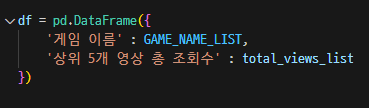 df = pd.DataFrame({
    '게임 이름' : GAME_NAME_LIST,
    '상위 5개 영상 총 조회수' : total_views_list
})